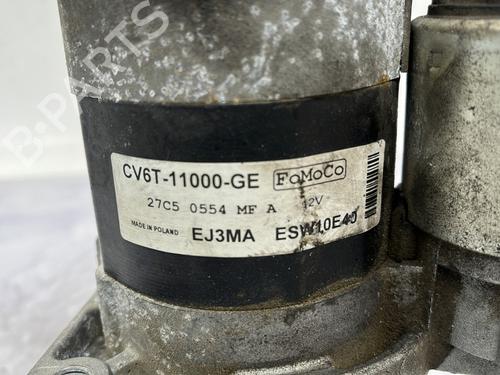 B-PARTS
CV6T-11000-GE FoMoCo
27C5 0554 MF A 12V
MADE IN POLAND EJ3MA ESW10E40